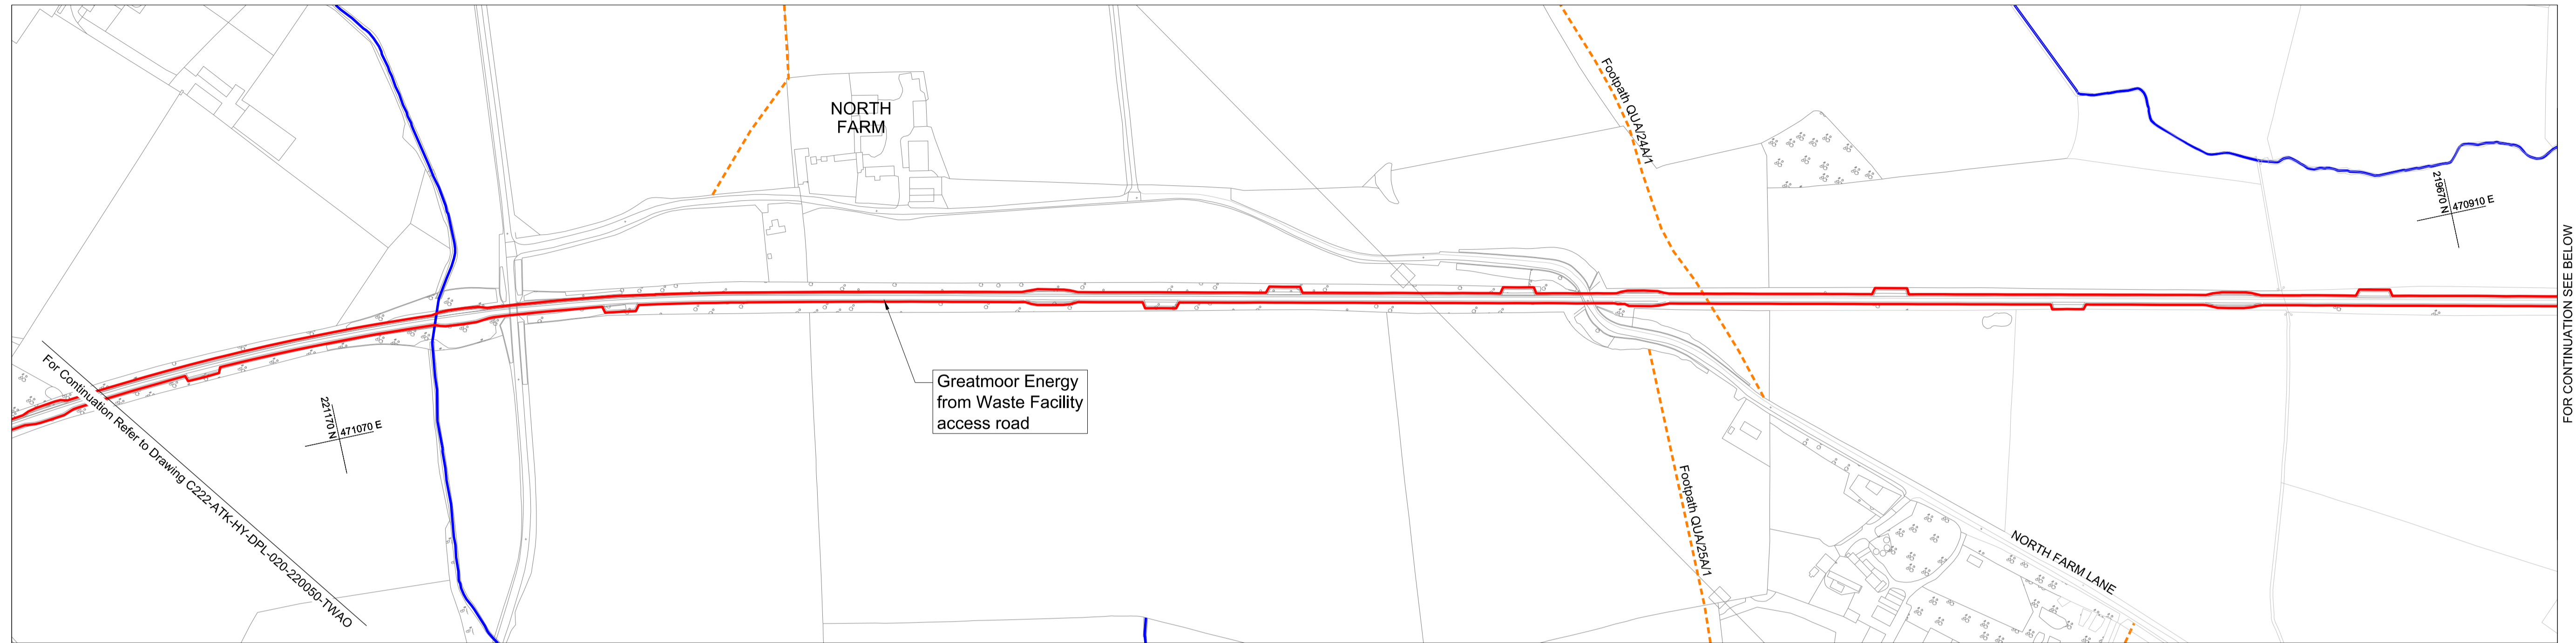 NORTH
FARM
Footpath QUA/24A/1
219670 N
470910 E
FOR CONTINUATION SEE BELOW
For Continuation Refer to Drawing C222-ATK-HY-DPL-020-220050-TWAO
221170 N
471070 E
Greatmoor Energy
from Waste Facility
access road
Footpath QUA/25A/1
NORTH FARM LANE